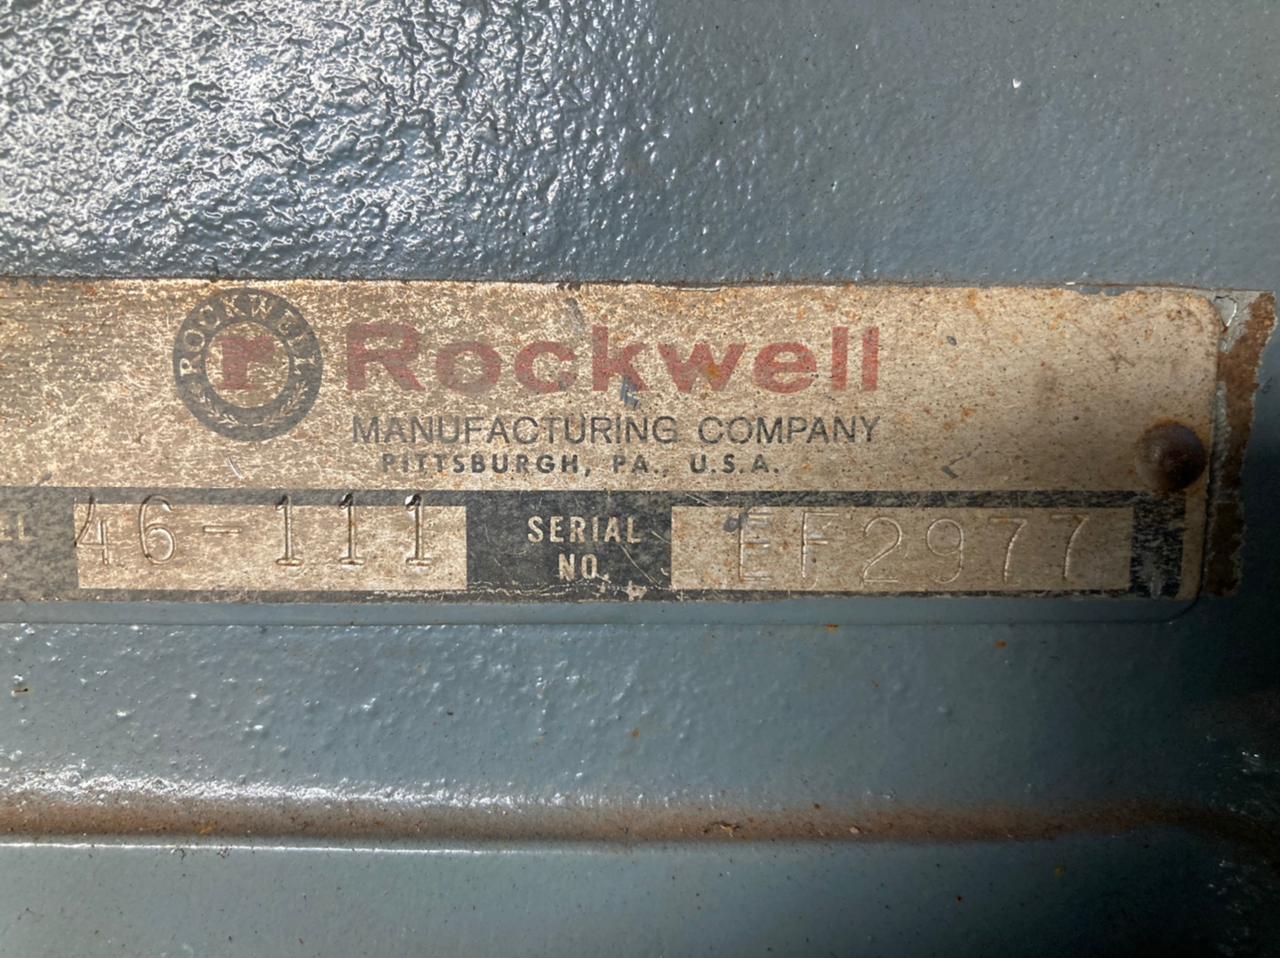 ROCKWELL
r
Rockwell
MANUFACTURING COMPANY
PITTSBURGH, PA., U.S.A.
46-111
SERIAL
NO.
EF2977